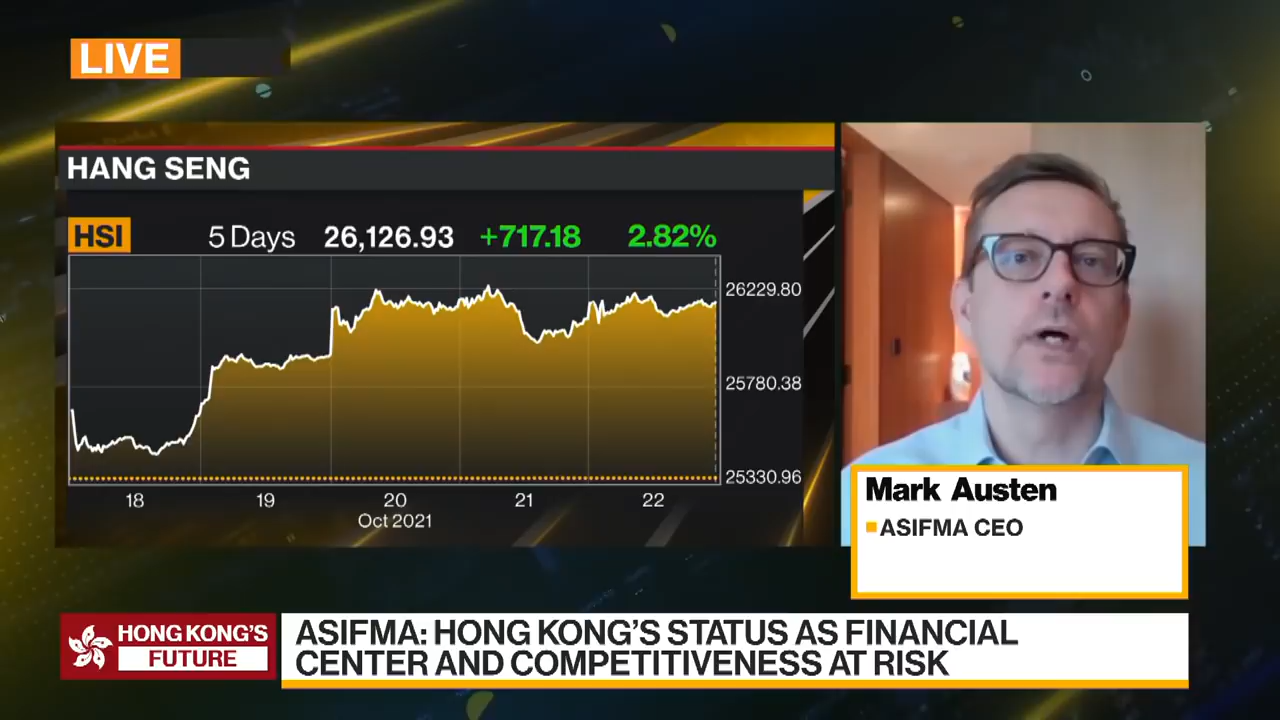 LIVE
HANG SENG
HSI 5 Days 26,126.93 +717.18 2.82%
26229.80
25780.38
25330.96
18 19 20 21 22
Oct 2021
Mark Austen
ASIFMA CEO
HONG KONG'S
FUTURE
ASIFMA: HONG KONG'S STATUS AS FINANCIAL
CENTER AND COMPETITIVENESS AT RISK